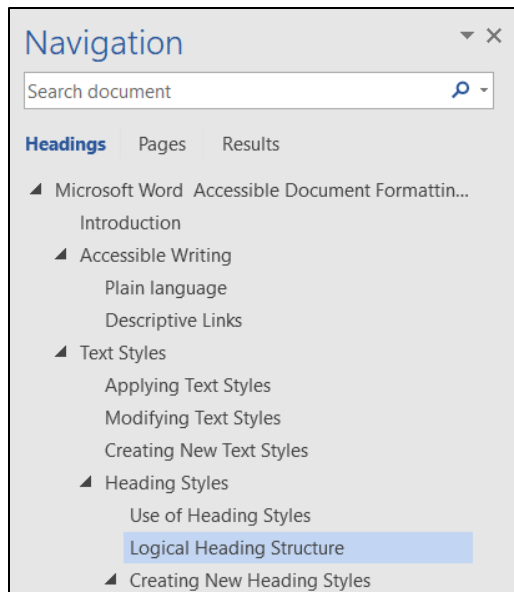 Navigation
Search document
Headings Pages Results
Microsoft Word Accessible Document Formattin...
Introduction
Accessible Writing
Plain language
Descriptive Links
Text Styles
Applying Text Styles
Modifying Text Styles
Creating New Text Styles
Heading Styles
Use of Heading Styles
Logical Heading Structure
Creating New Heading Styles